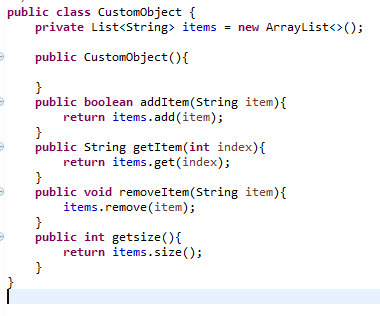 public class CustomObject {
    private List<String> items = new ArrayList<>();

    public CustomObject(){

    }
    public boolean addItem(String item){
        return items.add(item);
    }
    public String getItem(int index){
        return items.get(index);
    }
    public void removeItem(String item){
        items.remove(item);
    }
    public int getsize(){
        return items.size();
    }
}